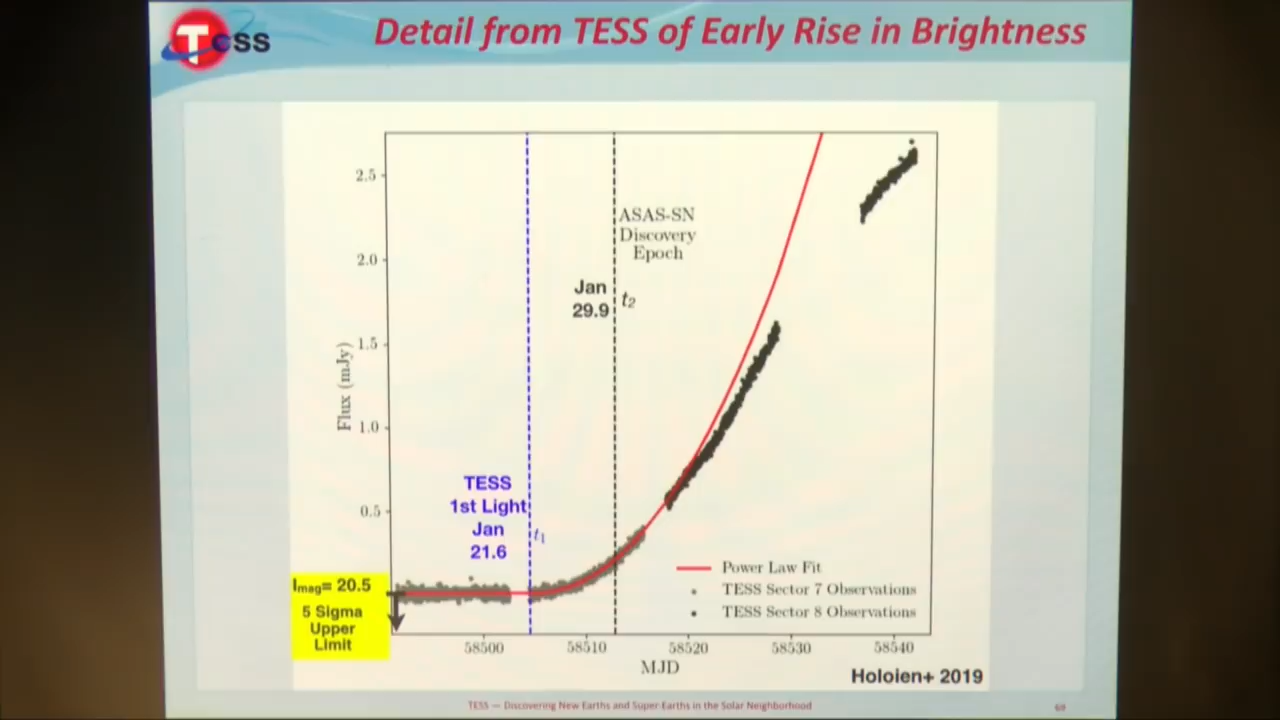 Tess
Detail from TESS of Early Rise in Brightness
2.5
2.0
1.5
1.0
0.5
Flux (mJy)
ASAS-SN
Discovery
Epoch
Jan
29.9
t2
TESS
1st Light
Jan
21.6
t1
Imag= 20.5
5 Sigma
Upper
Limit
Power Law Fit
TESS Sector 7 Observations
TESS Sector 8 Observations
58500 58510 58520 58530 58540
MJD
Holoien+ 2019
TESS — Discovering New Earths and Super-Earths in the Solar Neighborhood
69